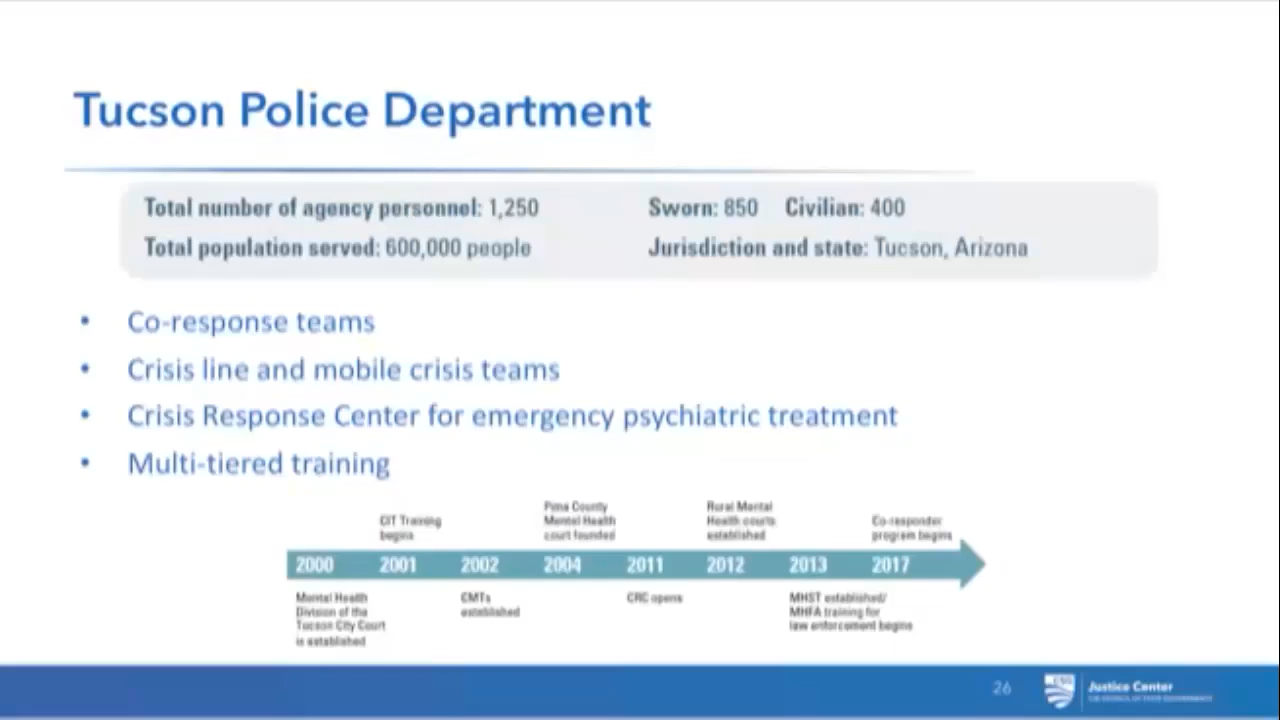 Tucson Police Department
Total number of agency personnel: 1,250 Sworn: 850 Civilian: 400
Total population served: 600,000 people Jurisdiction and state: Tucson, Arizona
• Co-response teams
• Crisis line and mobile crisis teams
• Crisis Response Center for emergency psychiatric treatment
• Multi-tiered training
CIT Training
begins
Pima County
Mental Health
court founded
Rural Mental
Health courts
established
Co-responder
program begins
2000 2001 2002 2004 2011 2012 2013 2017
Mental Health
Division of the
Tucson City Court
is established
CMTs
established
CRC opens
MHST established/
MHFA training for
law enforcement begins
26
Justice Center